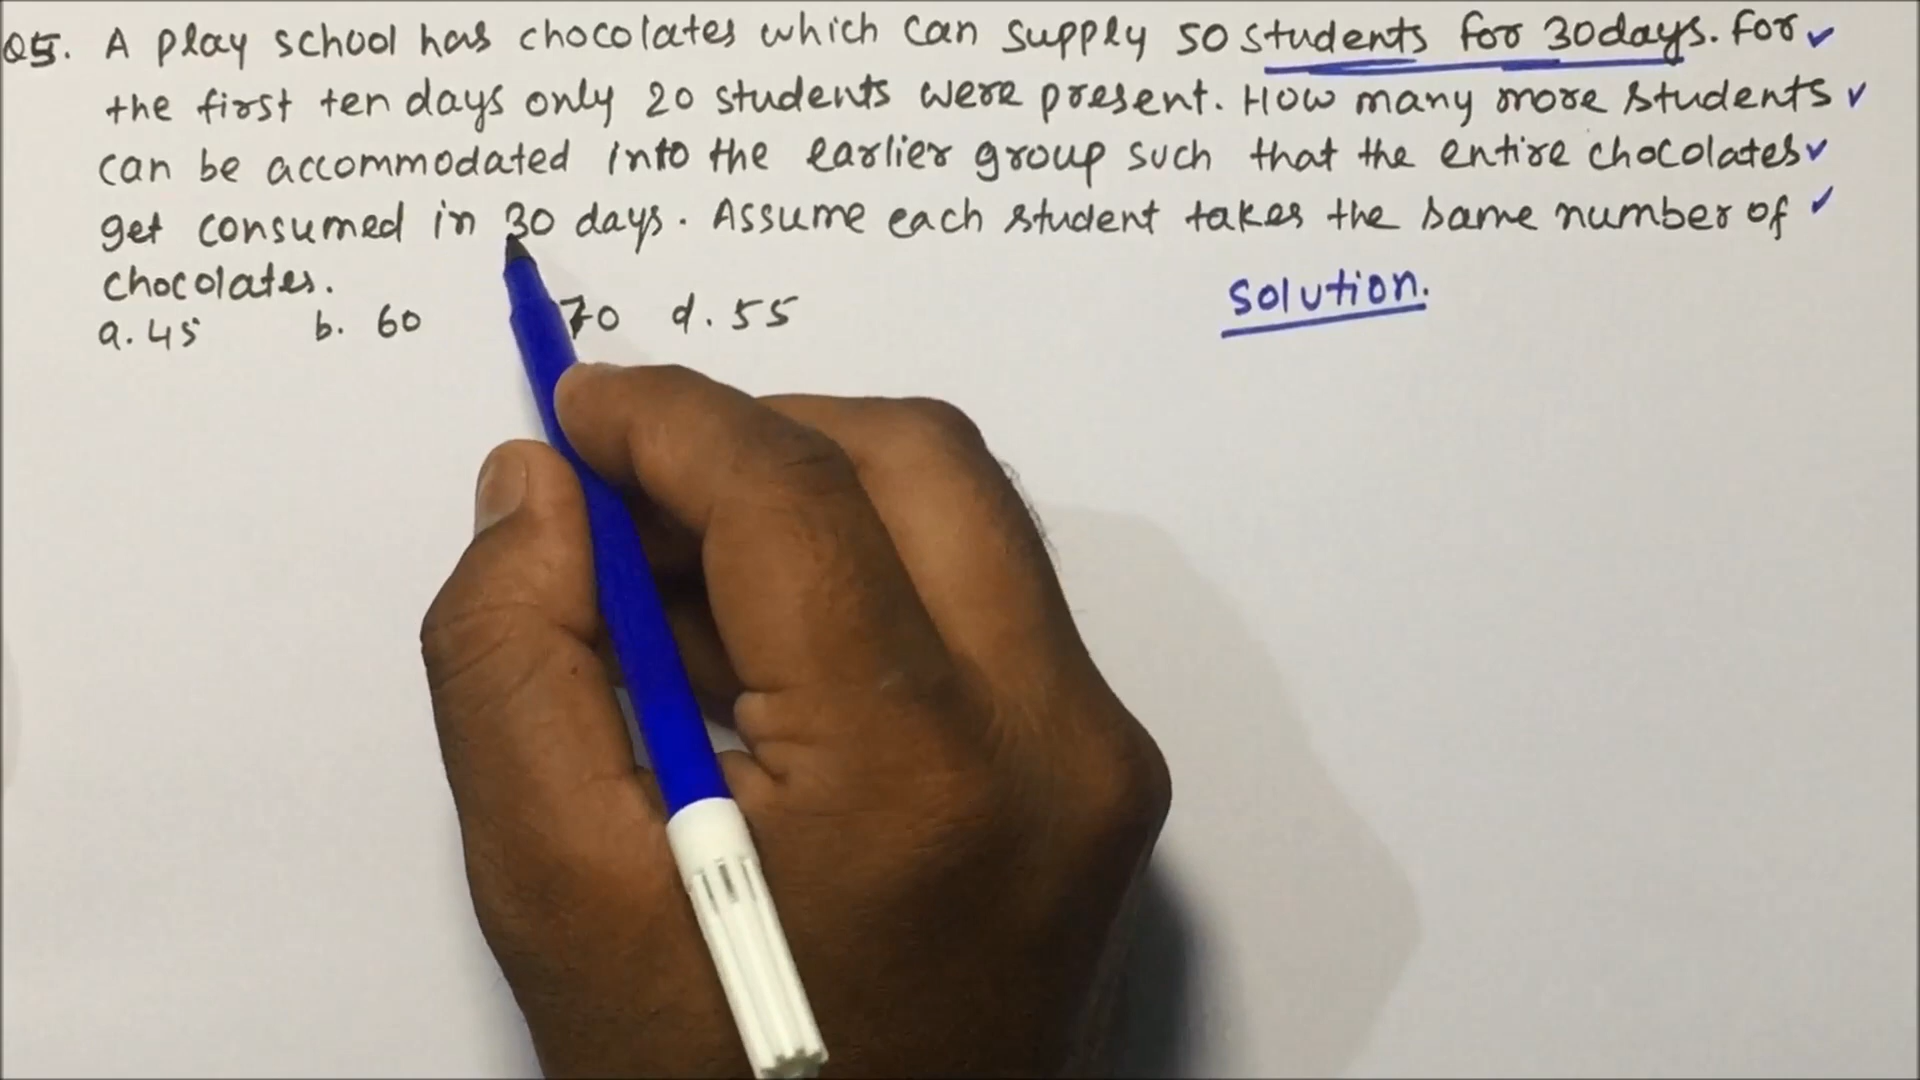 Q5. A play school has chocolates which can supply 50 students for 30 days. For
the first ten days only 20 students were present. How many more students
can be accommodated into the earlier group such that the entire chocolates
get consumed in 30 days. Assume each student takes the same number of
chocolates.
Solution.
a. 45 b. 60 70 d. 55